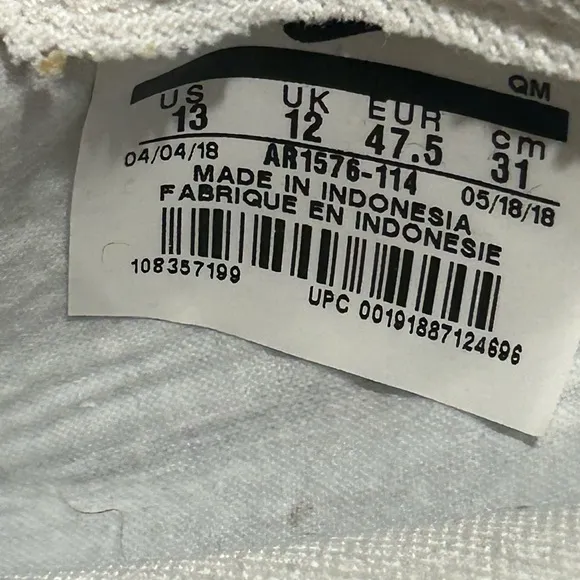 QM
US UK EUR cm
13 12 47.5 31
04/04/18 AR1576-114 05/18/18
MADE IN INDONESIA
FABRIQUE EN INDONESIE
108357199 UPC 00191887124696